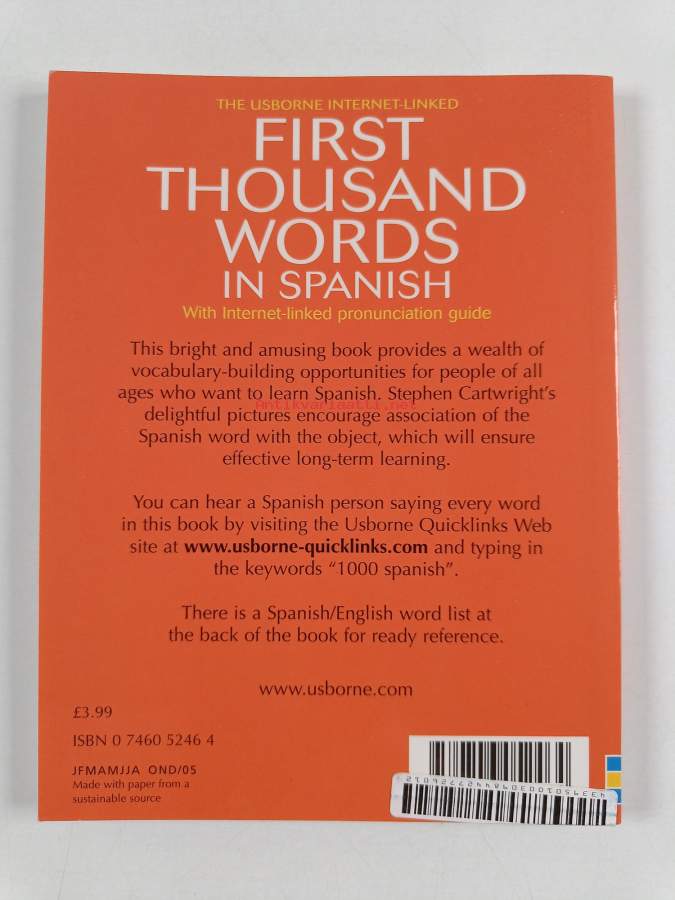 THE USBORNE INTERNET-LINKED
FIRST
THOUSAND
WORDS
IN SPANISH
With Internet-linked pronunciation guide
This bright and amusing book provides a wealth of
vocabulary-building opportunities for people of all
ages who want to learn Spanish. Stephen Cartwright's
Antikvariaatti.net
delightful pictures encourage association of the
Spanish word with the object, which will ensure
effective long-term learning.
You can hear a Spanish person saying every word
in this book by visiting the Usborne Quicklinks Web
site at www.usborne-quicklinks.com and typing in
the keywords "1000 spanish".
There is a Spanish/English word list at
the back of the book for ready reference.
www.usborne.com
£3.99
ISBN 0 7460 5246 4
JFMAMJJA OND/05
Made with paper from a
sustainable source